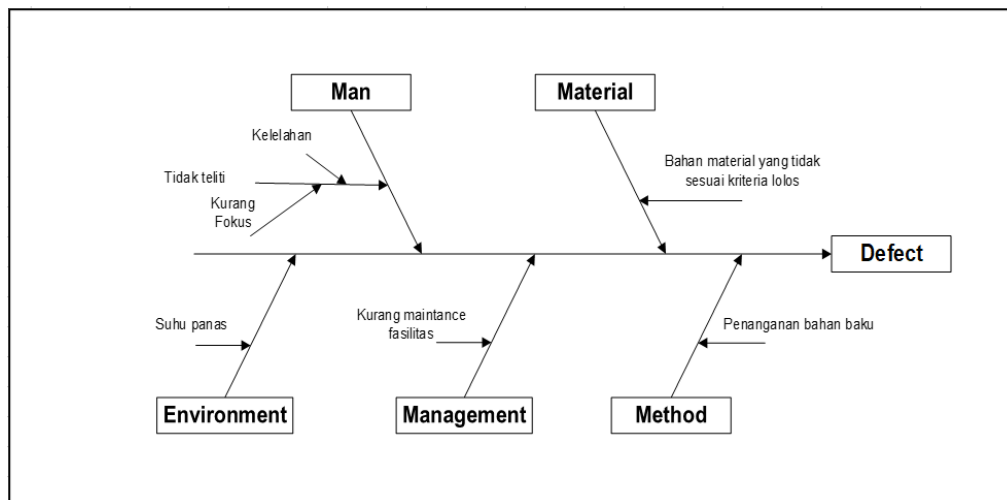 Man
Material
Kelelahan
Tidak teliti
Kurang
Fokus
Bahan material yang tidak
sesuai kriteria lolos
Defect
Suhu panas
Kurang maintance
fasilitas
Penanganan bahan baku
Environment
Management
Method